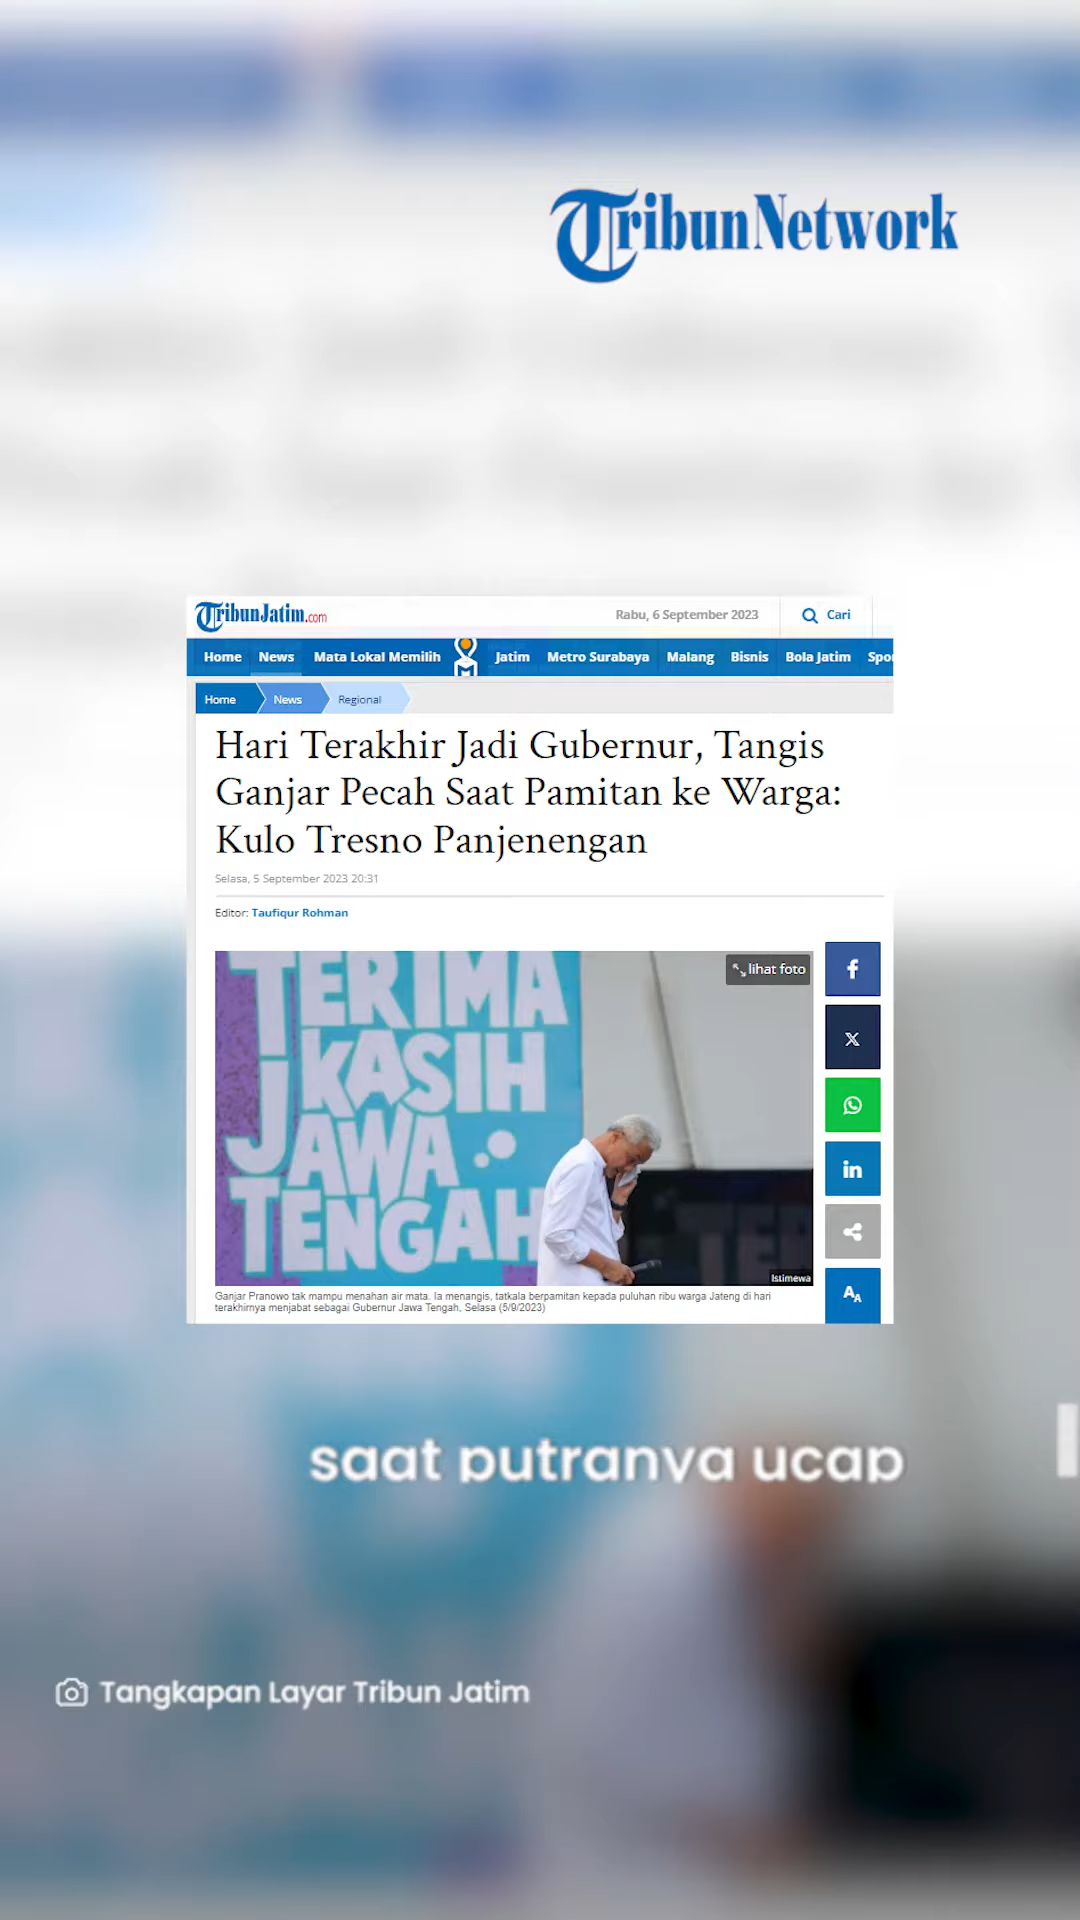 TribunNetwork
TribunJatim.com
Rabu, 6 September 2023
Cari
Home News Mata Lokal Memilih Jatim Metro Surabaya Malang Bisnis Bola Jatim Spo
Home News Regional
Hari Terakhir Jadi Gubernur, Tangis
Ganjar Pecah Saat Pamitan ke Warga:
Kulo Tresno Panjenengan
Selasa, 5 September 2023 20:31
Editor: Taufiqur Rohman
lihat foto
TERIMA
KASIH
JAWA
TENGAH
Istimewa
Ganjar Pranowo tak mampu menahan air mata. Ia menangis, tatkala berpamitan kepada puluhan ribu warga Jateng di hari
terakhirnya menjabat sebagai Gubernur Jawa Tengah, Selasa (5/9/2023)
AA
saat putranya ucap
Tangkapan Layar Tribun Jatim